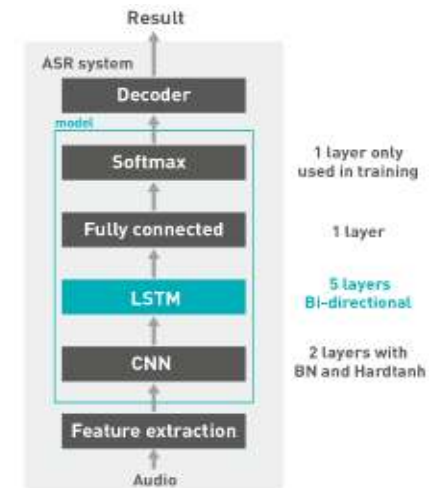 Result
ASR system
Decoder
model
Softmax
1 layer only
used in training
Fully connected
1 layer
LSTM
5 layers
Bi-directional
CNN
2 layers with
BN and Hardtanh
Feature extraction
Audio